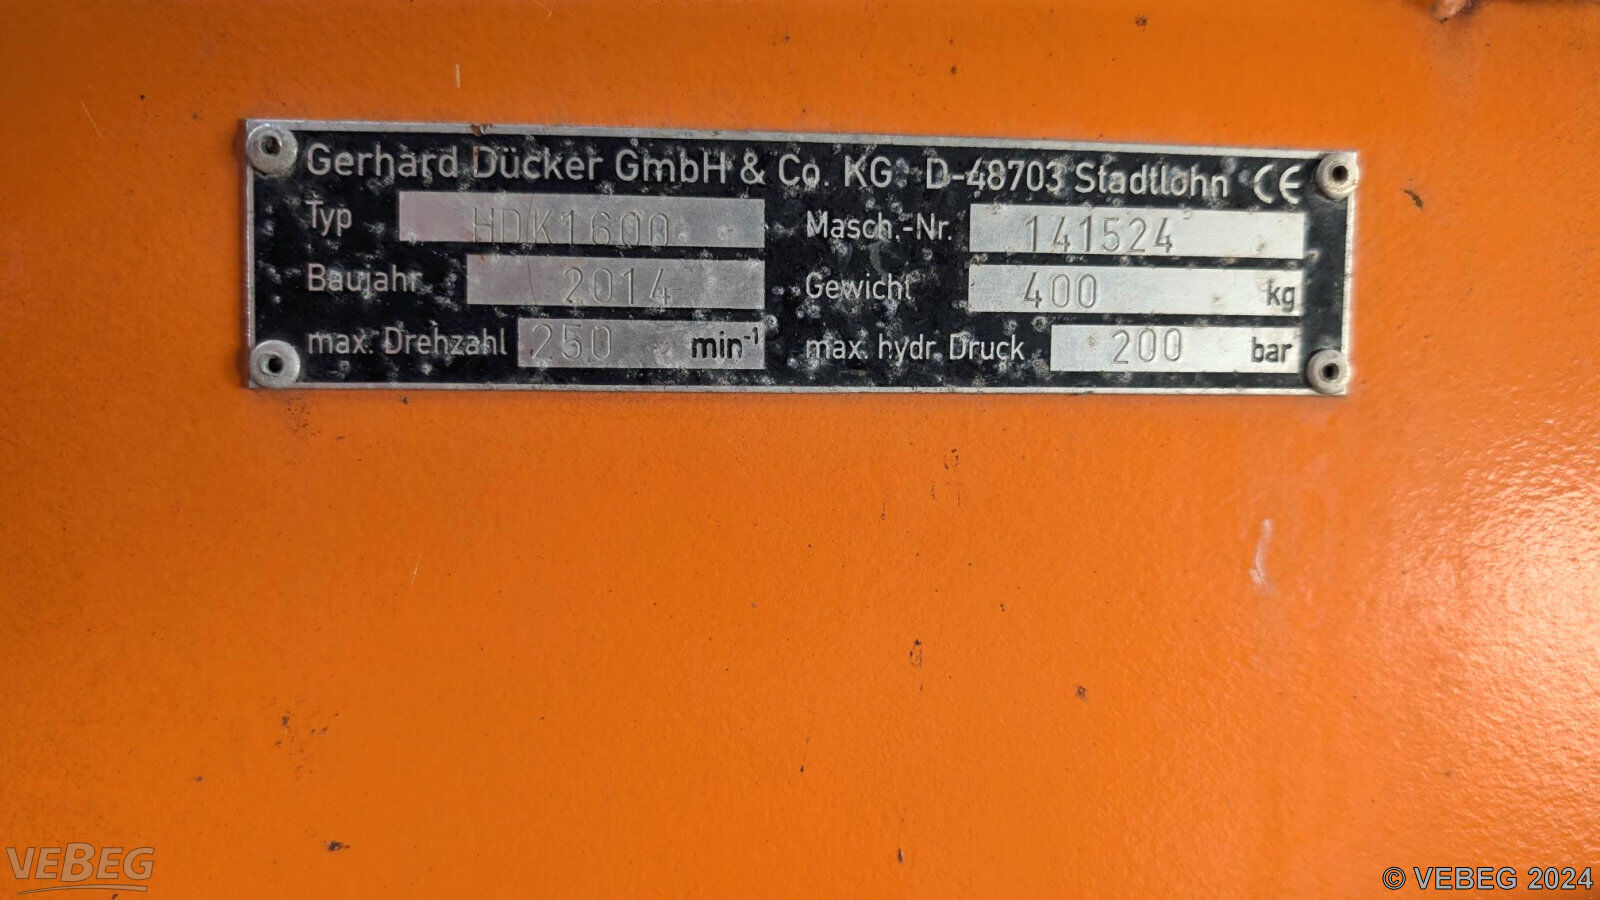 Gerhard Dücker GmbH & Co. KG. D-48703 Stadtlohn CE
Typ HDK1600 Masch.-Nr. 141524
Baujahr 2014 Gewicht 400 kg
max. Drehzahl 250 min-1 max. hydr. Druck 200 bar
VEBEG
© VEBEG 2024